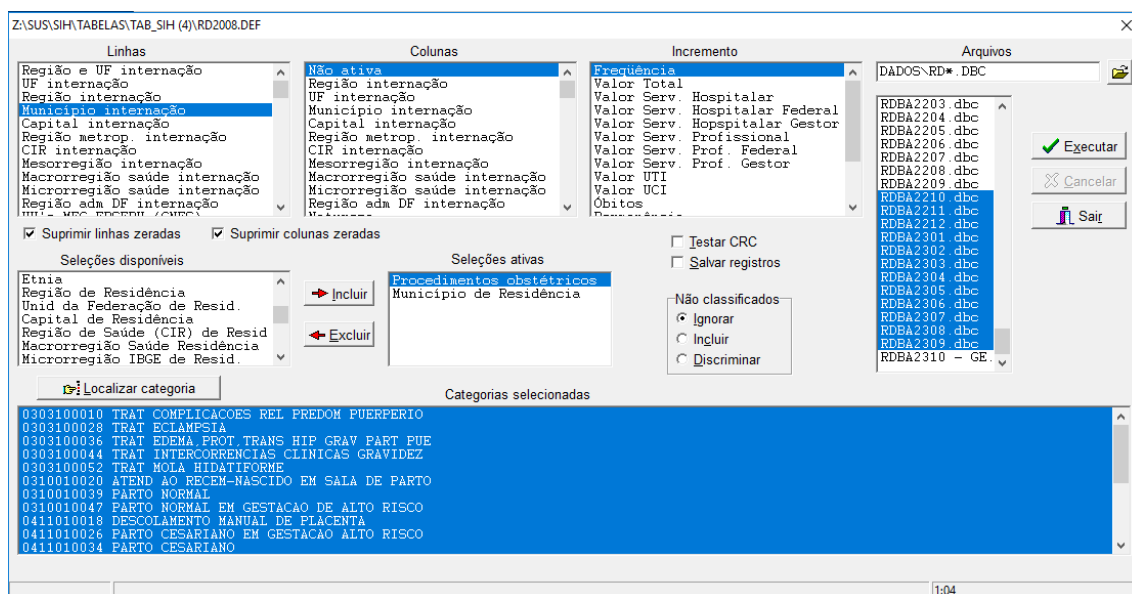 Z:\SUS\SIH\TABELAS\TAB_SIH (4)\RD2008.DEF
Linhas
Região e UF internação
UF internação
Região internação
Município internação
Capital internação
Região metrop. internação
CIR internação
Mesorregião internação
Macrorregião saúde internação
Microrregião saúde internação
Região adm DF internação
Colunas
Não ativa
Região internação
UF internação
Município internação
Capital internação
Região metrop. internação
CIR internação
Mesorregião internação
Macrorregião saúde internação
Microrregião saúde internação
Região adm DF internação
Incremento
Freqüência
Valor Total
Valor Serv. Hospitalar
Valor Serv. Hospitalar Federal
Valor Serv. Hopspitalar Gestor
Valor Serv. Profissional
Valor Serv. Prof. Federal
Valor Serv. Prof. Gestor
Valor UTI
Valor UCI
Óbitos
Arquivos
DADOS\RD*.DBC
RDBA2203.dbc
RDBA2204.dbc
RDBA2205.dbc
RDBA2206.dbc
RDBA2207.dbc
RDBA2208.dbc
RDBA2209.dbc
RDBA2210.dbc
RDBA2211.dbc
RDBA2212.dbc
RDBA2301.dbc
RDBA2302.dbc
RDBA2303.dbc
RDBA2304.dbc
RDBA2305.dbc
RDBA2306.dbc
RDBA2307.dbc
RDBA2308.dbc
RDBA2309.dbc
RDBA2310 - GE.
Executar
Cancelar
Sair
Suprimir linhas zeradas
Suprimir colunas zeradas
Seleções disponíveis
Etnia
Região de Residência
Unid da Federação de Resid.
Capital de Residência
Região de Saúde (CIR) de Resid
Macrorregião Saúde Residência
Microrregião IBGE de Resid.
Incluir
Excluir
Seleções ativas
Procedimentos obstétricos
Município de Residência
Testar CRC
Salvar registros
Não classificados
Ignorar
Incluir
Discriminar
Localizar categoria
Categorias selecionadas
0303100010 TRAT COMPLICACOES REL PREDOM PUERPERIO
0303100028 TRAT ECLAMPSIA
0303100036 TRAT EDEMA,PROT,TRANS HIP GRAV PART PUE
0303100044 TRAT INTERCORRENCIAS CLINICAS GRAVIDEZ
0303100052 TRAT MOLA HIDATIFORME
0310010020 ATEND AO RECEM-NASCIDO EM SALA DE PARTO
0310010039 PARTO NORMAL
0310010047 PARTO NORMAL EM GESTACAO DE ALTO RISCO
0411010018 DESCOLAMENTO MANUAL DE PLACENTA
0411010026 PARTO CESARIANO EM GESTACAO ALTO RISCO
0411010034 PARTO CESARIANO
1:04